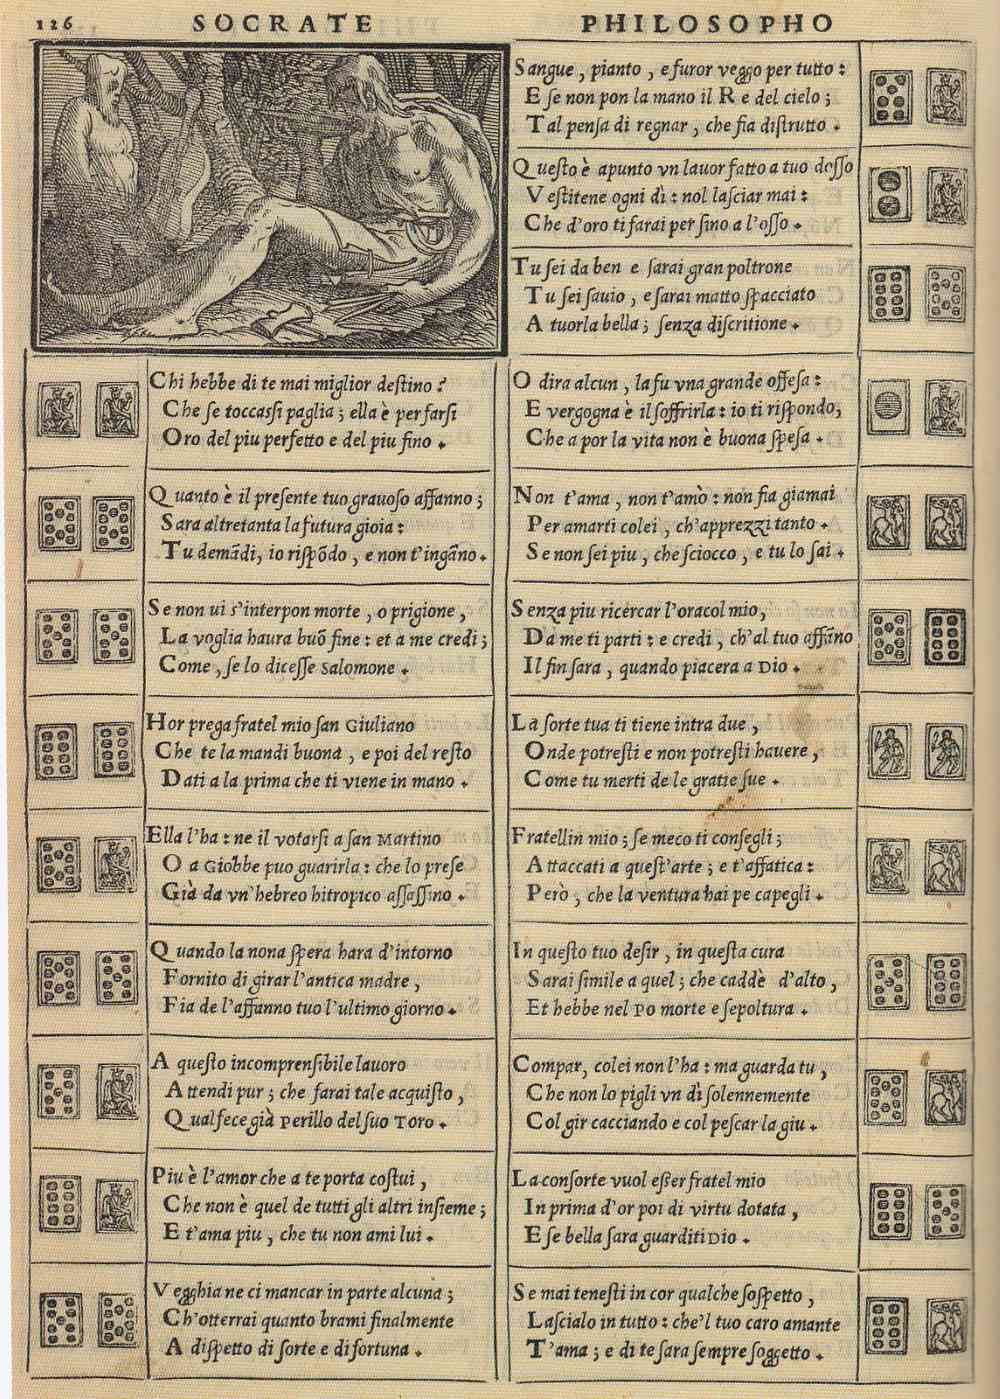 126 SOCRATE PHILOSOPHO
Sangue, pianto, e furor veggo per tutto:
E se non pon la mano il Re del cielo;
Tal pensa di regnar, che fia distrutto.
Questo è apunto vn lauor fatto a tuo dosso
Vestitene ogni dì: nol lasciar mai:
Che d'oro ti farai per sino a l'osso.
Tu sei da ben e sarai gran poltrone
Tu sei sauio, e sarai matto spacciato
A tuorla bella; senza discritione.
Chi hebbe di te mai miglior destino?
Che se toccassi paglia; ella è per farsi
Oro del piu perfetto e del piu fino.
Quanto è il presente tuo grauoso affanno;
Sara altretanta la futura gioia:
Tu demãdi, io rispõdo, e non t'ingãno.
Se non ui s'interpon morte, o prigione,
La voglia haura buõ fine: et a me credi;
Come, se lo dicesse Salomone.
Hor prega fratel mio san Giuliano
Che te la mandi buona, e poi del resto
Dati a la prima che ti viene in mano.
Ella l'ha: ne il votarsi a san Martino
O a Giobbe puo guarirla: che lo prese
Già da vn'hebreo hitropico assassino.
Quando la nona spera hara d'intorno
Fornito di girar l'antica madre,
Fia de l'affanno tuo l'ultimo giorno.
A questo incomprensibile lauoro
Attendi pur; che farai tale acquisto,
Qual fece già Perillo del suo Toro.
Piu è l'amor che a te porta costui,
Che non è quel de tutti gli altri insieme;
E t'ama piu, che tu non ami lui.
Vegghia ne ci mancar in parte alcuna;
Ch'otterrai quanto brami finalmente
A dispetto di sorte e di fortuna.
O dira alcun, la fu vna grande offesa:
E vergogna è il soffrirla: io ti rispondo,
Che a por la vita non è buona spesa.
Non t'ama, non t'amò: non fia giamai
Per amarti colei, ch'apprezzi tanto.
Se non sei piu, che sciocco, e tu lo sai.
Senza piu ricercar l'oracol mio,
Da me ti parti: e credi, ch'al tuo affãno
Il fin sara, quando piacera a Dio.
La sorte tua ti tiene intra due,
Onde potresti e non potresti hauere,
Come tu merti de le gratie sue.
Fratellin mio; se meco ti consegli;
Attaccati a quest'arte; e t'affatica:
Però, che la ventura hai pe capegli.
In questo tuo desir, in questa cura
Sarai simile a quel; che caddè d'alto,
Et hebbe nel Po morte e sepoltura.
Compar, colei non l'ha: ma guarda tu,
Che non lo pigli vn dì solennemente
Col gir cacciando e col pescar la giu.
La consorte vuol esser fratel mio
In prima d'or poi di virtu dotata,
E se bella sara guarditi Dio.
Se mai tenesti in cor qualche sospetto,
Lascialo in tutto: che'l tuo caro amante
T'ama; e di te sara sempre soggetto.